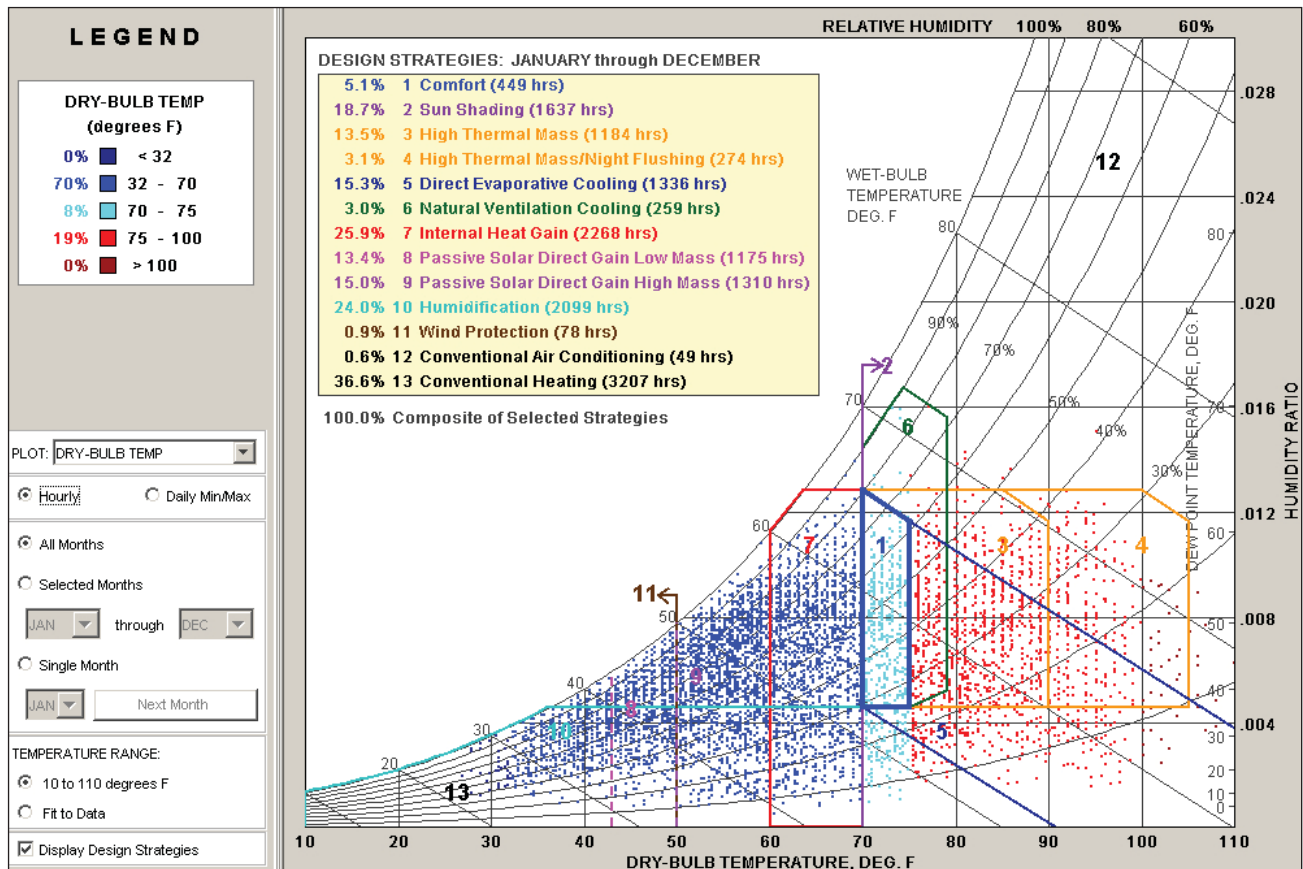 LEGEND
DRY-BULB TEMP
(degrees F)
0% < 32
70% 32 - 70
8% 70 - 75
19% 75 - 100
0% > 100
PLOT: DRY-BULB TEMP
Hourly Daily Min/Max
All Months
Selected Months
JAN through DEC
Single Month
JAN Next Month
TEMPERATURE RANGE:
10 to 110 degrees F
Fit to Data
Display Design Strategies
RELATIVE HUMIDITY 100% 80% 60%
DESIGN STRATEGIES: JANUARY through DECEMBER
5.1% 1 Comfort (449 hrs)
18.7% 2 Sun Shading (1637 hrs)
13.5% 3 High Thermal Mass (1184 hrs)
3.1% 4 High Thermal Mass/Night Flushing (274 hrs)
15.3% 5 Direct Evaporative Cooling (1336 hrs)
3.0% 6 Natural Ventilation Cooling (259 hrs)
25.9% 7 Internal Heat Gain (2268 hrs)
13.4% 8 Passive Solar Direct Gain Low Mass (1175 hrs)
15.0% 9 Passive Solar Direct Gain High Mass (1310 hrs)
24.0% 10 Humidification (2099 hrs)
0.9% 11 Wind Protection (78 hrs)
0.6% 12 Conventional Air Conditioning (49 hrs)
36.6% 13 Conventional Heating (3207 hrs)
100.0% Composite of Selected Strategies
WET-BULB
TEMPERATURE
DEG. F
12
80
80
90%
70%
50%
40%
30%
2
70
70
6
60
60
7
1
3
4
11
50
50
9
40
40
8
10
5
30
30
20
20
13
10
0
DEW POINT TEMPERATURE, DEG. F
.028
.024
.020
.016
.012
.008
.004
HUMIDITY RATIO
10 20 30 40 50 60 70 80 90 100 110
DRY-BULB TEMPERATURE, DEG. F